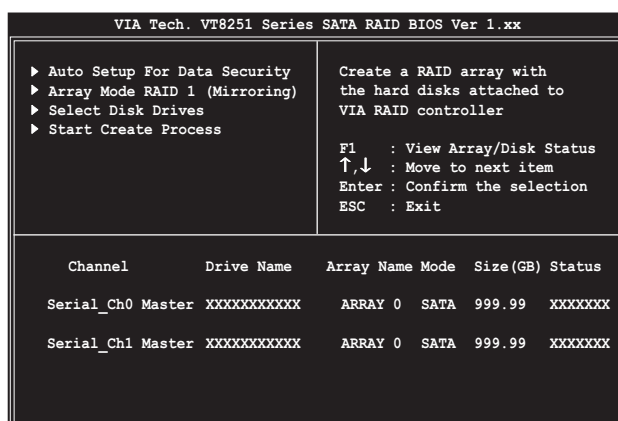 VIA Tech. VT8251 Series SATA RAID BIOS Ver 1.xx
▶ Auto Setup For Data Security
▶ Array Mode RAID 1 (Mirroring)
▶ Select Disk Drives
▶ Start Create Process
Create a RAID array with
the hard disks attached to
VIA RAID controller
F1 : View Array/Disk Status
↑,↓ : Move to next item
Enter : Confirm the selection
ESC : Exit
Channel Drive Name Array Name Mode Size(GB) Status
Serial_Ch0 Master XXXXXXXXXXX ARRAY 0 SATA 999.99 XXXXXXX
Serial_Ch1 Master XXXXXXXXXXX ARRAY 0 SATA 999.99 XXXXXXX